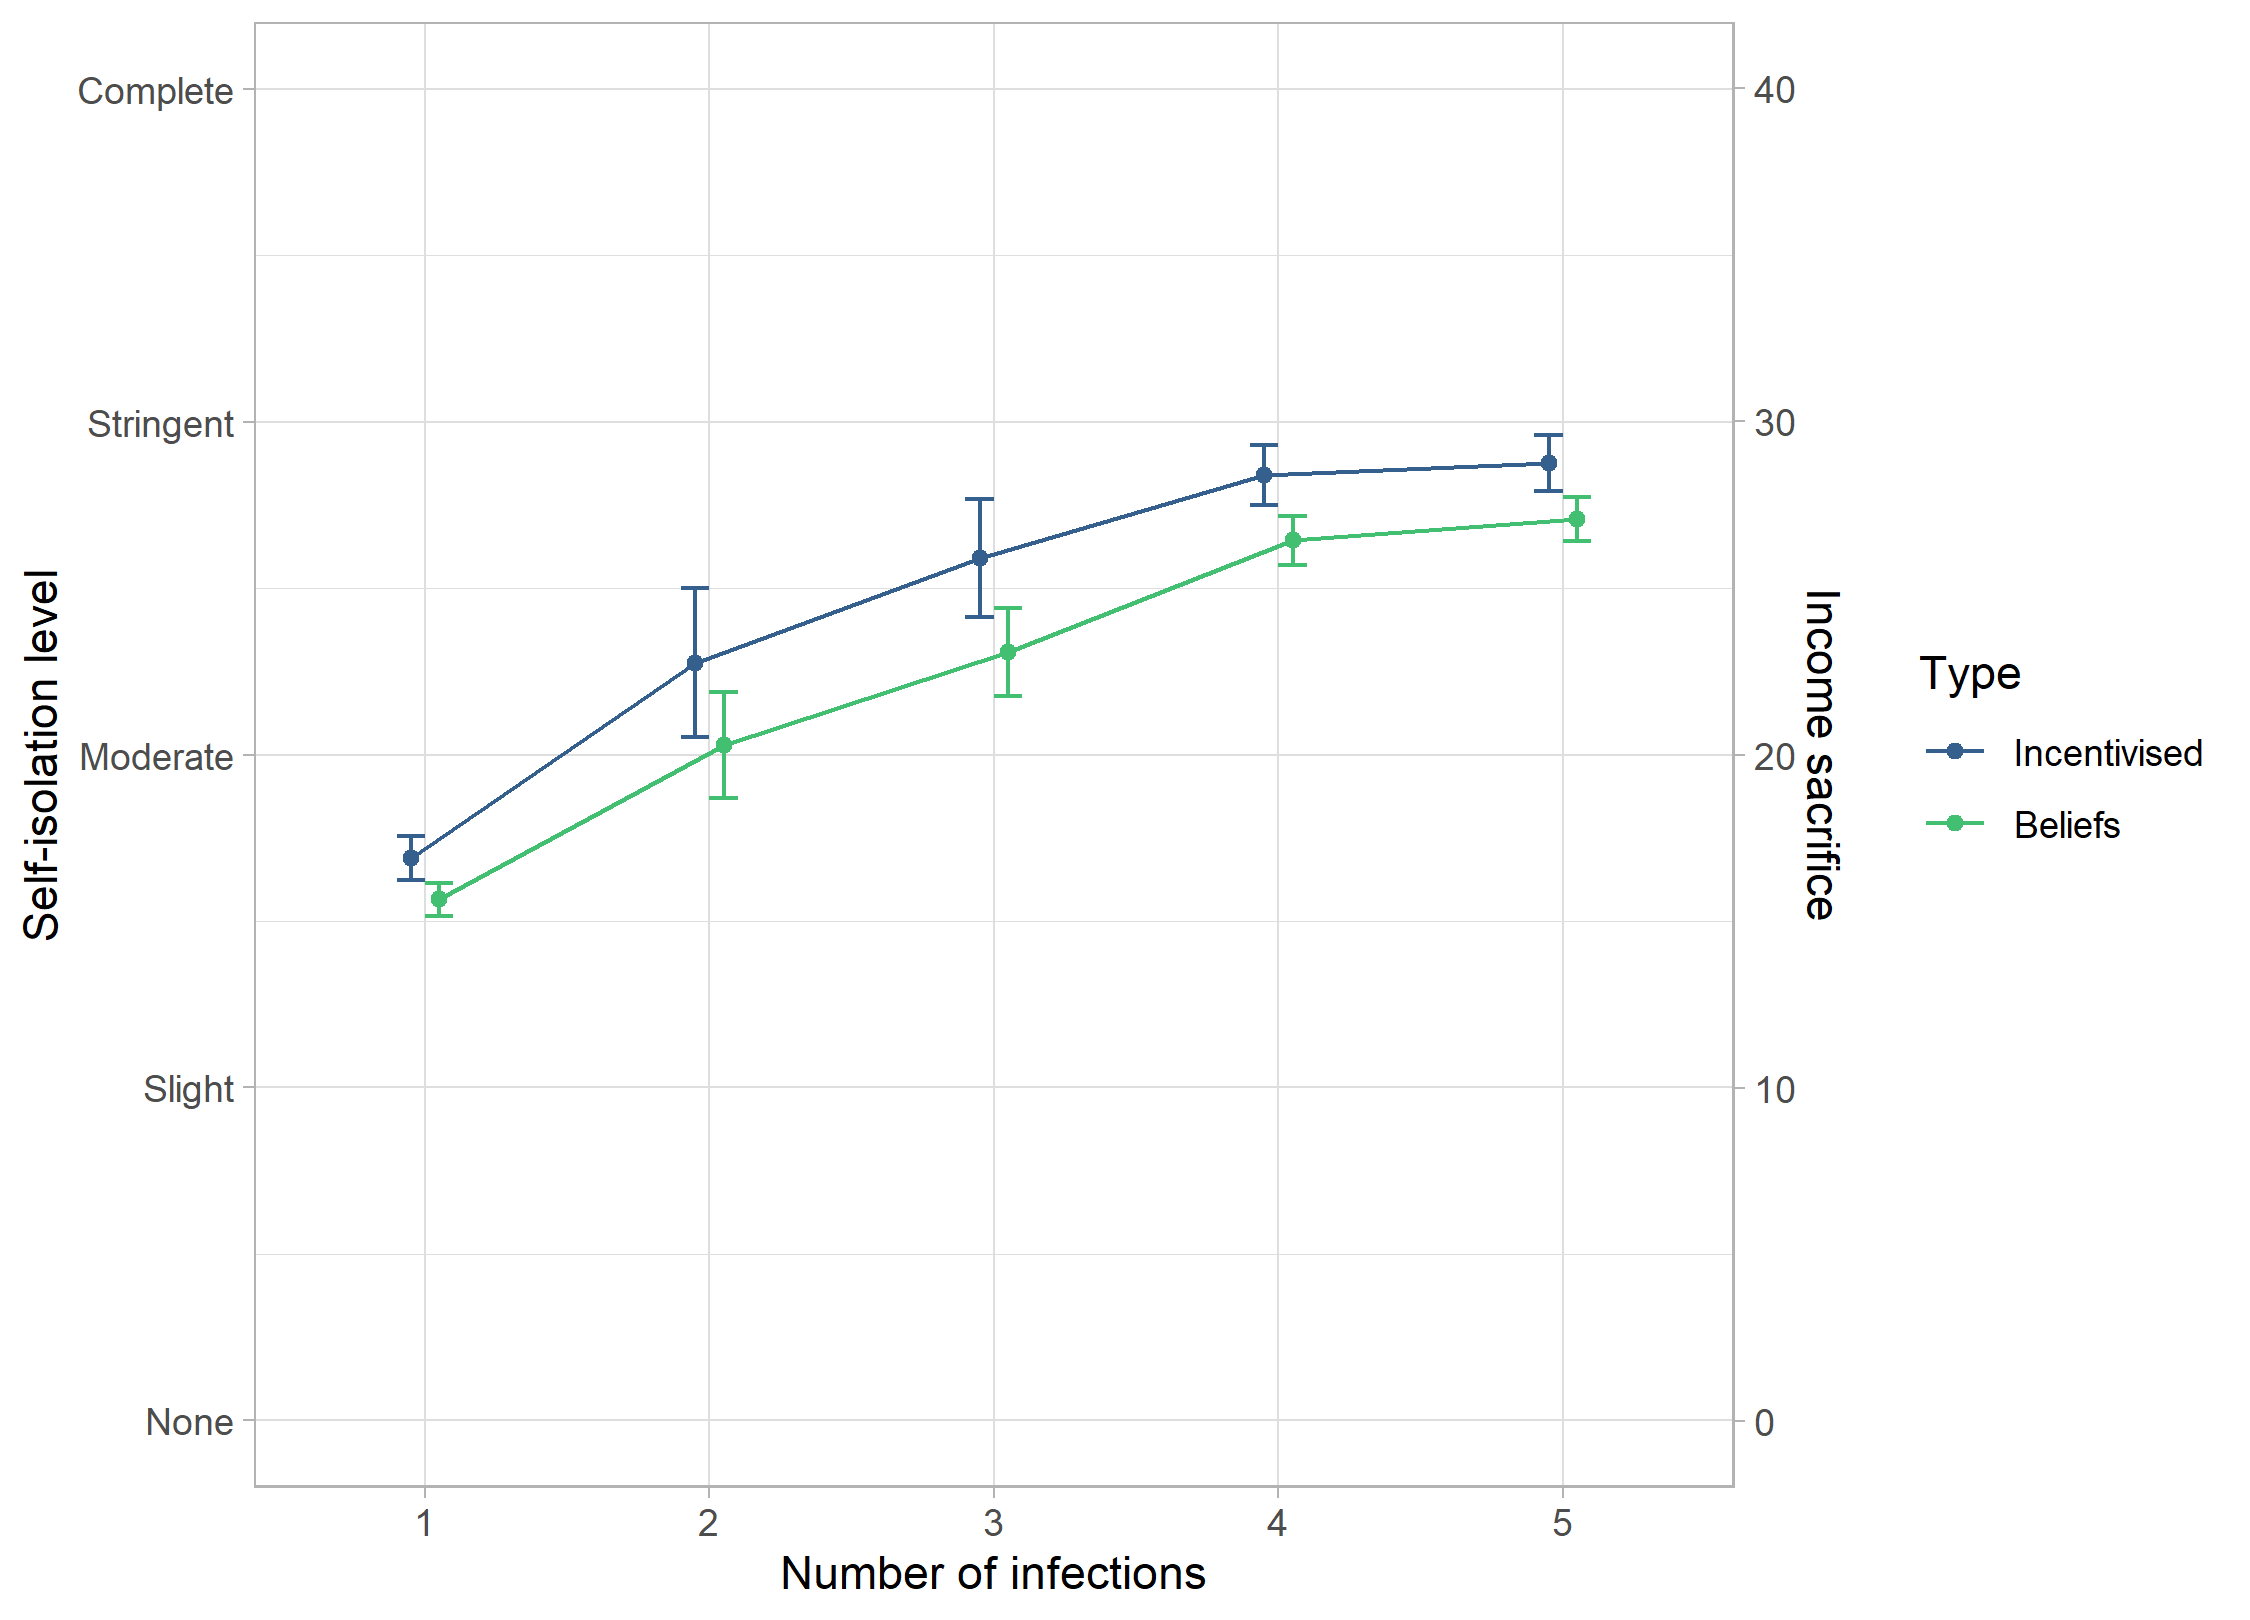 Self-isolation level
Complete
Stringent
Moderate
Slight
None
1 2 3 4 5
Number of infections
40
30
20
10
0
Income sacrifice
Type
Incentivised
Beliefs